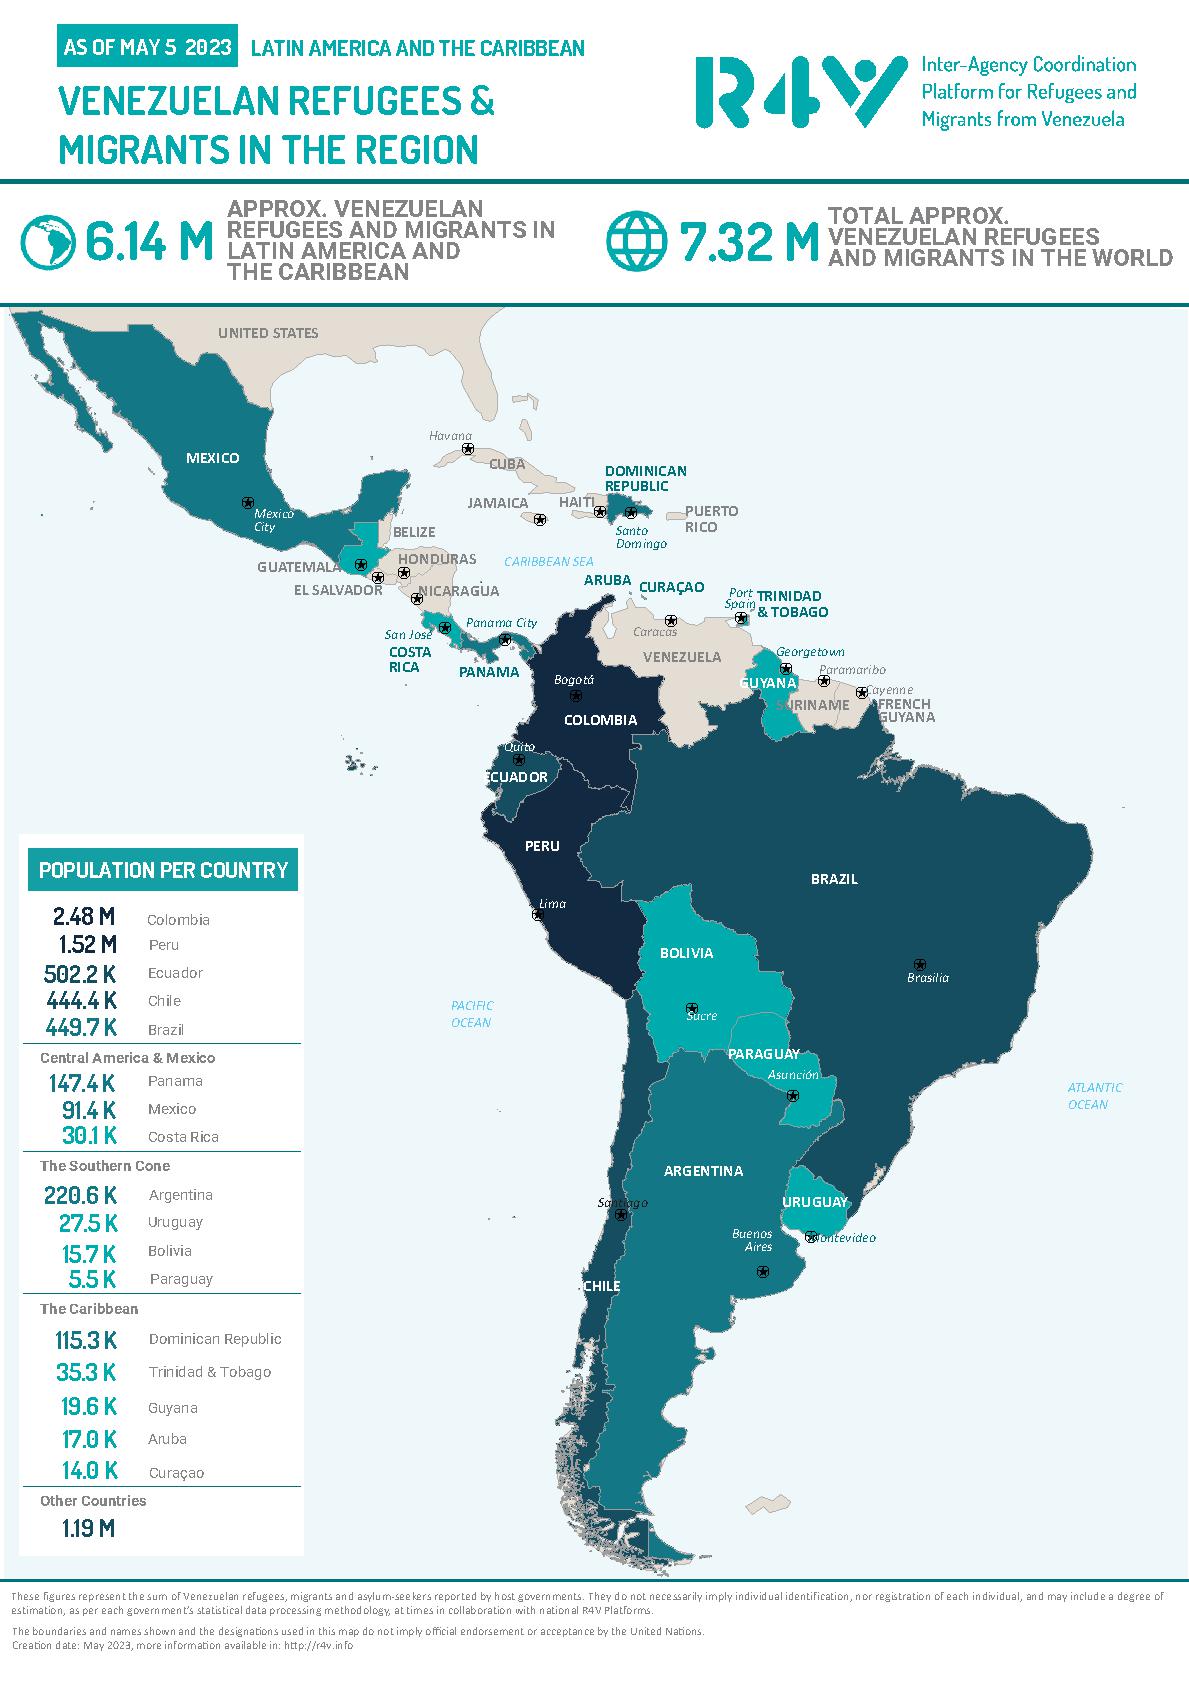 AS OF MAY 5 2023 LATIN AMERICA AND THE CARIBBEAN
VENEZUELAN REFUGEES &
MIGRANTS IN THE REGION
R4V
Inter-Agency Coordination
Platform for Refugees and
Migrants from Venezuela
6.14 M
APPROX. VENEZUELAN
REFUGEES AND MIGRANTS IN
LATIN AMERICA AND
THE CARIBBEAN
7.32 M
TOTAL APPROX.
VENEZUELAN REFUGEES
AND MIGRANTS IN THE WORLD
UNITED STATES
MEXICO
Mexico
City
Havana
CUBA
JAMAICA
HAITI
DOMINICAN
REPUBLIC
Santo
Domingo
PUERTO
RICO
BELIZE
GUATEMALA
HONDURAS
EL SALVADOR
NICARAGUA
CARIBBEAN SEA
ARUBA
CURAÇAO
Port
Spain
TRINIDAD
& TOBAGO
San José
COSTA
RICA
Panama City
PANAMA
Caracas
VENEZUELA
Georgetown
GUYANA
Paramaribo
SURINAME
Cayenne
FRENCH
GUYANA
Bogotá
COLOMBIA
Quito
ECUADOR
PERU
Lima
BRAZIL
Brasilia
BOLIVIA
Sucre
PACIFIC
OCEAN
PARAGUAY
Asunción
ATLANTIC
OCEAN
ARGENTINA
Santiago
URUGUAY
Buenos
Aires
Montevideo
CHILE
POPULATION PER COUNTRY
2.48 M Colombia
1.52 M Peru
502.2 K Ecuador
444.4 K Chile
449.7 K Brazil
Central America & Mexico
147.4 K Panama
91.4 K Mexico
30.1 K Costa Rica
The Southern Cone
220.6 K Argentina
27.5 K Uruguay
15.7 K Bolivia
5.5 K Paraguay
The Caribbean
115.3 K Dominican Republic
35.3 K Trinidad & Tobago
19.6 K Guyana
17.0 K Aruba
14.0 K Curaçao
Other Countries
1.19 M
These figures represent the sum of Venezuelan refugees, migrants and asylum-seekers reported by host governments. They do not necessarily imply individual identification, nor registration of each individual, and may include a degree of
estimation, as per each government's statistical data processing methodology, at times in collaboration with national R4V Platforms.
The boundaries and names shown and the designations used in this map do not imply official endorsement or acceptance by the United Nations.
Creation date: May 2023, more information available in: http://r4v.info